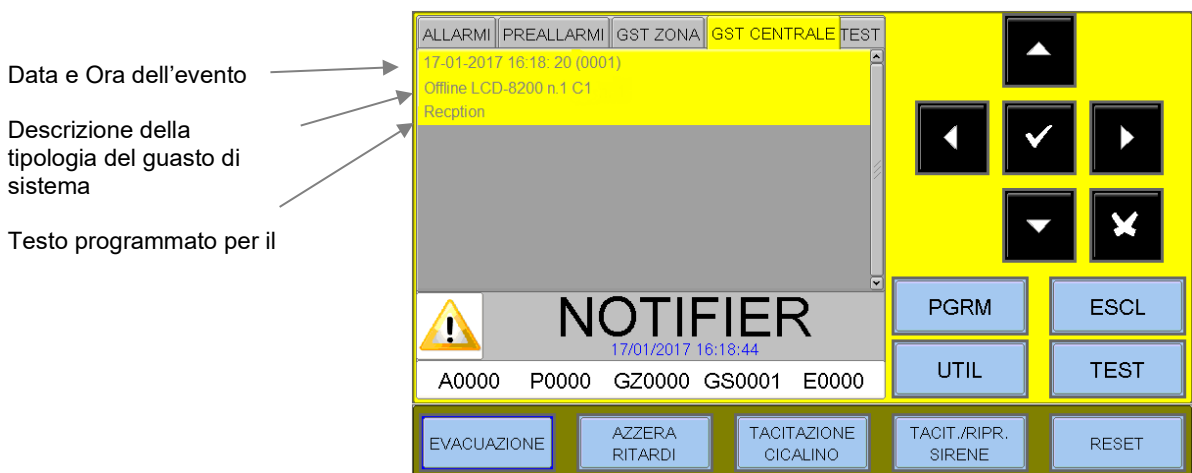 Data e Ora dell'evento
Descrizione della
tipologia del guasto di
sistema
Testo programmato per il
ALLARMI PREALLARMI GST ZONA GST CENTRALE TEST
17-01-2017 16:18: 20 (0001)
Offline LCD-8200 n.1 C1
Recption
NOTIFIER
17/01/2017 16:18:44
A0000 P0000 GZ0000 GS0001 E0000
PGRM ESCL
UTIL TEST
EVACUAZIONE
AZZERA
RITARDI
TACITAZIONE
CICALINO
TACIT./RIPR.
SIRENE
RESET